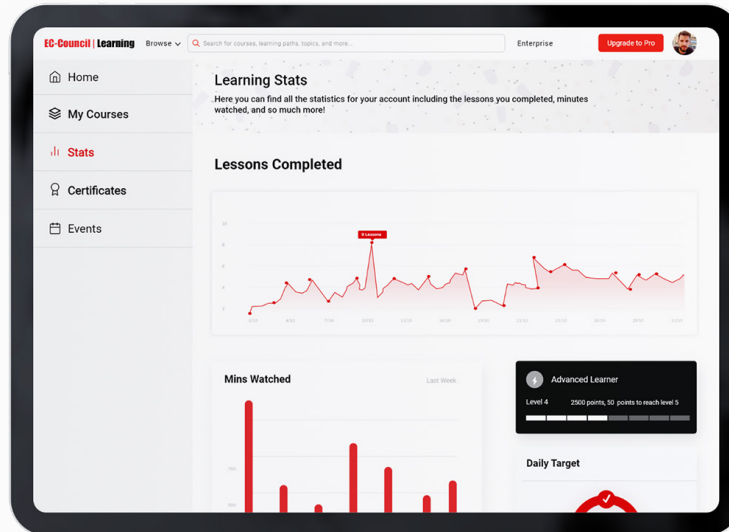 EC-Council | Learning
Browse
Search for courses, learning paths, topics, and more...
Enterprise
Upgrade to Pro
Home
My Courses
Stats
Certificates
Events
Learning Stats
Here you can find all the statistics for your account including the lessons you completed, minutes
watched, and so much more!
Lessons Completed
9 Lessons
Mins Watched
Last Week
Advanced Learner
Level 4
2500 points, 50 points to reach level 5
Daily Target